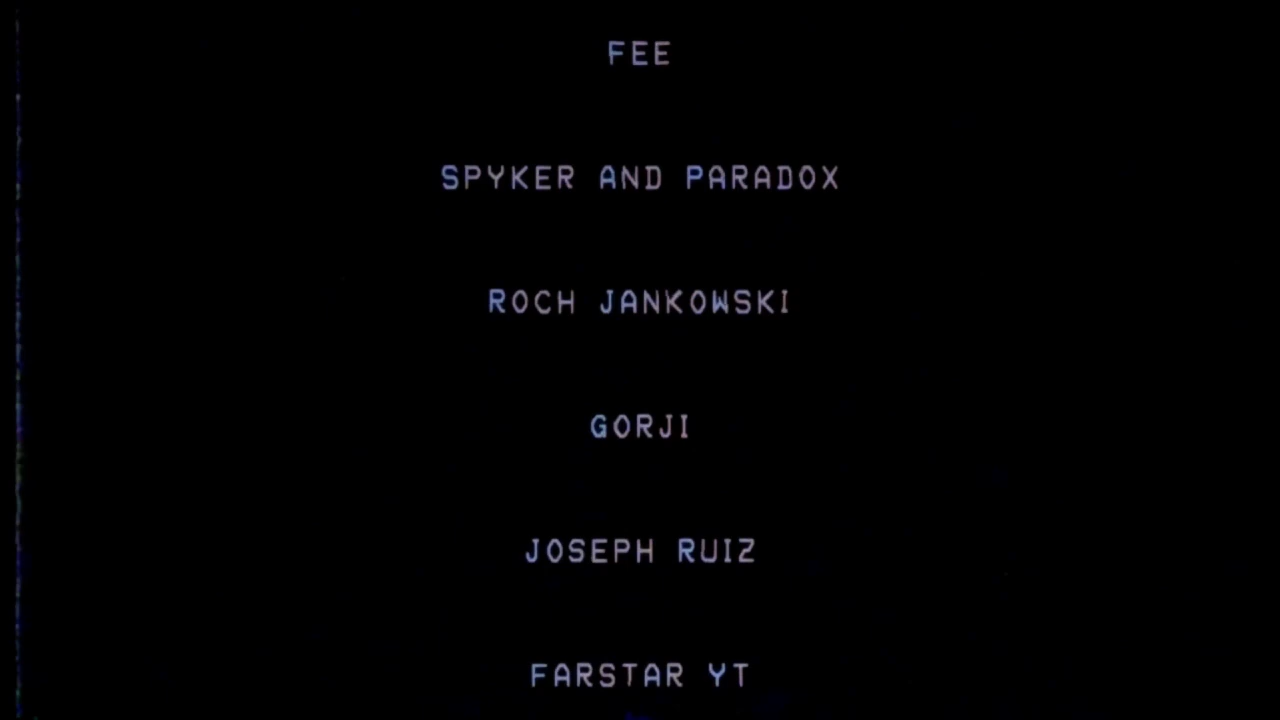 FEE
SPYKER AND PARADOX
ROCH JANKOWSKI
GORJI
JOSEPH RUIZ
FARSTAR YT